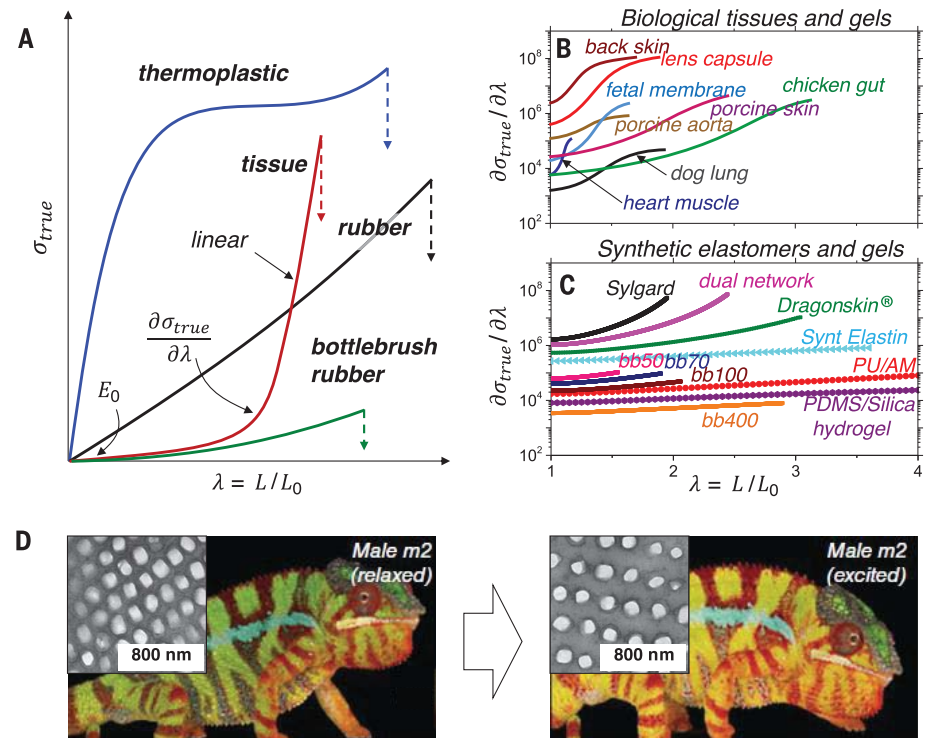 A
σtrue
thermoplastic
tissue
linear
rubber
∂σtrue
∂λ
bottlebrush
rubber
E0
λ = L/L0
Biological tissues and gels
B
∂σtrue / ∂λ
10^8
10^6
10^4
10^2
back skin
lens capsule
chicken gut
fetal membrane
porcine skin
porcine aorta
dog lung
heart muscle
Synthetic elastomers and gels
C
∂σtrue / ∂λ
10^8
10^6
10^4
10^2
Sylgard
dual network
Dragonskin®
Synt Elastin
bb50
bb70
PU/AM
bb100
PDMS/Silica
hydrogel
bb400
1
2
3
4
λ = L/L0
D
Male m2
(relaxed)
800 nm
Male m2
(excited)
800 nm